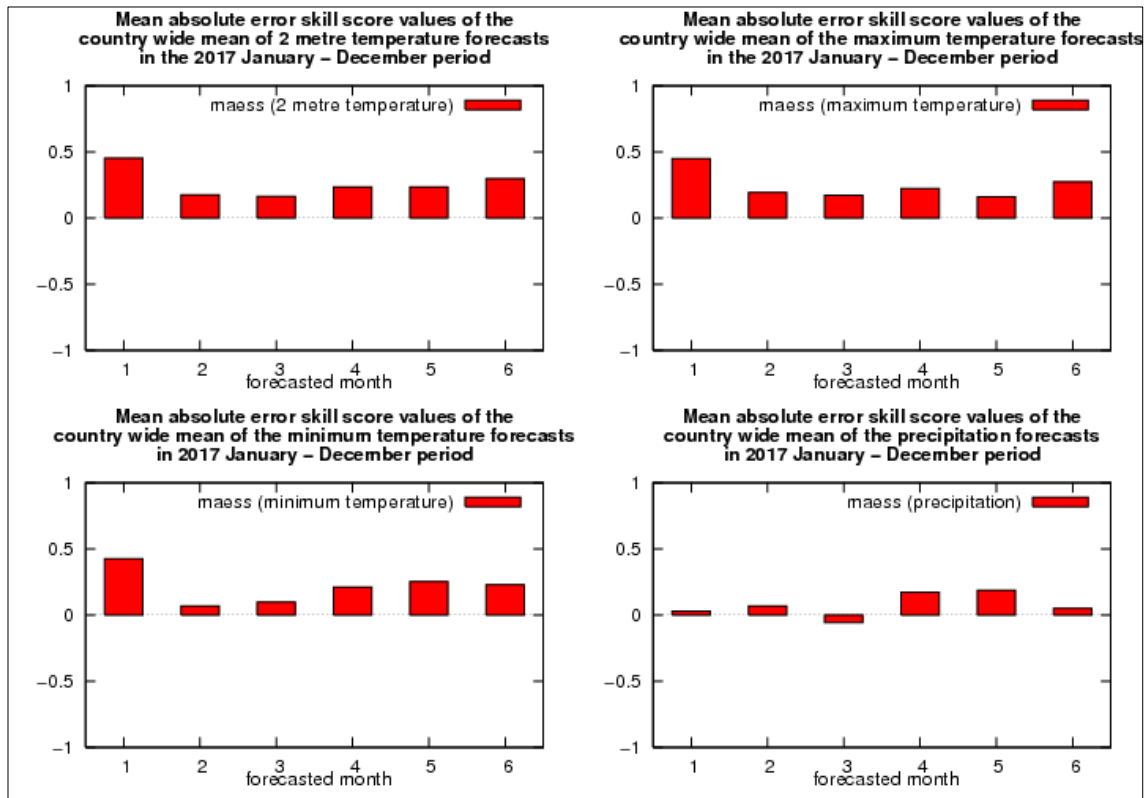 Mean absolute error skill score values of the
country wide mean of 2 metre temperature forecasts
in the 2017 January – December period
maess (2 metre temperature)
1
0.5
0
−0.5
−1
1 2 3 4 5 6
forecasted month
Mean absolute error skill score values of the
country wide mean of the maximum temperature forecasts
in the 2017 January – December period
maess (maximum temperature)
1
0.5
0
−0.5
−1
1 2 3 4 5 6
forecasted month
Mean absolute error skill score values of the
country wide mean of the minimum temperature forecasts
in 2017 January – December period
maess (minimum temperature)
1
0.5
0
−0.5
−1
1 2 3 4 5 6
forecasted month
Mean absolute error skill score values of the
country wide mean of the precipitation forecasts
in 2017 January – December period
maess (precipitation)
1
0.5
0
−0.5
−1
1 2 3 4 5 6
forecasted month